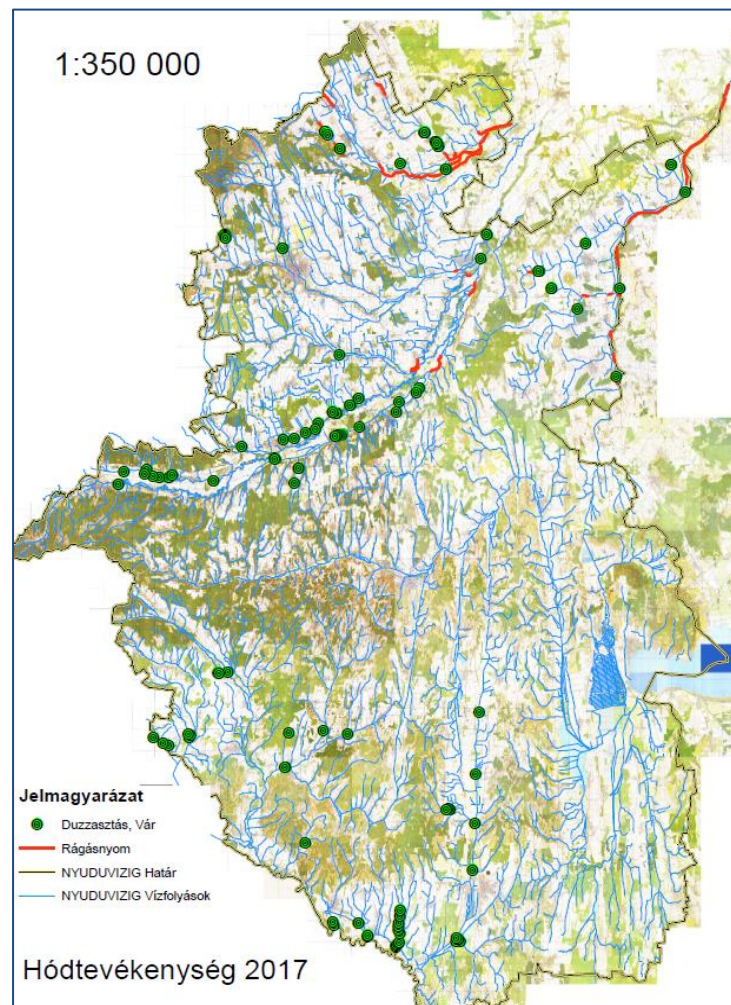 1:350 000
Jelmagyarázat
Duzzasztás, Vár
Rágásnyom
NYUDUVIZIG Határ
NYUDUVIZIG Vízfolyások
Hódtevékenység 2017